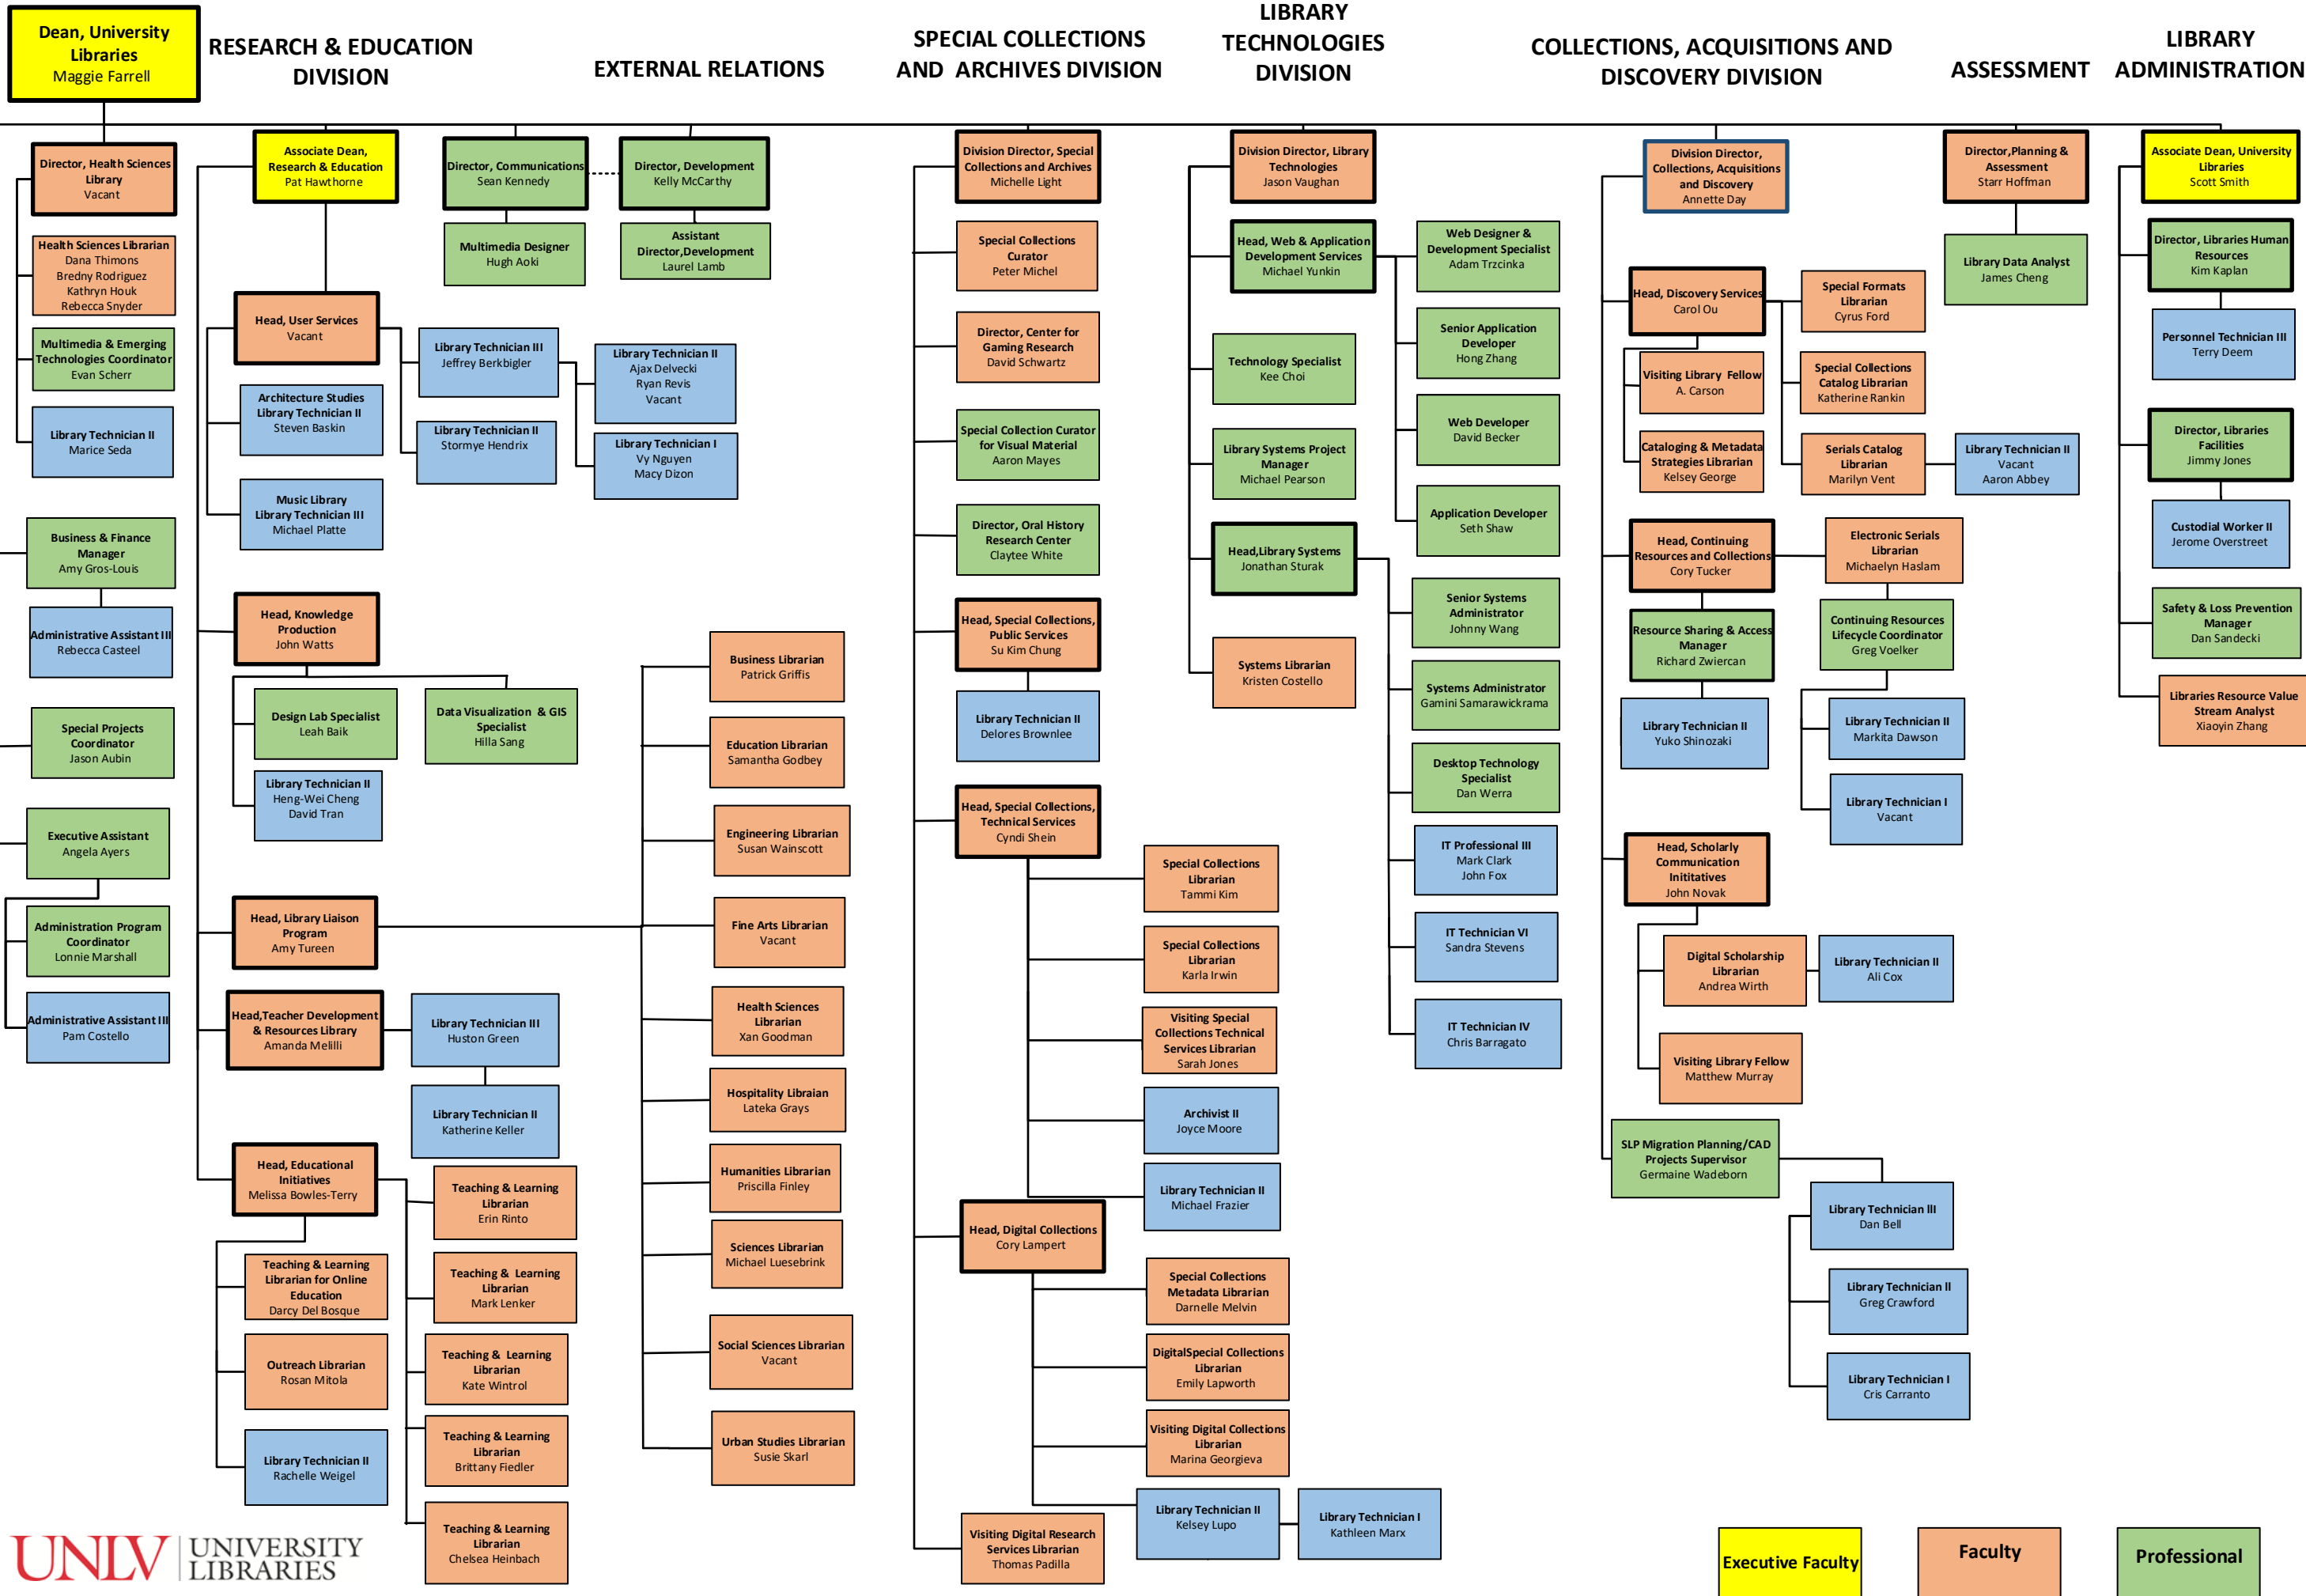 Dean, University
Libraries
Maggie Farrell
RESEARCH & EDUCATION
DIVISION
EXTERNAL RELATIONS
SPECIAL COLLECTIONS
AND ARCHIVES DIVISION
LIBRARY
TECHNOLOGIES
DIVISION
COLLECTIONS, ACQUISITIONS AND
DISCOVERY DIVISION
ASSESSMENT
LIBRARY
ADMINISTRATION
Director, Health Sciences
Library
Vacant
Health Sciences Librarian
Dana Thimons
Bredny Rodriguez
Kathryn Houk
Rebecca Snyder
Multimedia & Emerging
Technologies Coordinator
Evan Scherr
Library Technician II
Marice Seda
Business & Finance
Manager
Amy Gros-Louis
Administrative Assistant III
Rebecca Casteel
Special Projects
Coordinator
Jason Aubin
Executive Assistant
Angela Ayers
Administration Program
Coordinator
Lonnie Marshall
Administrative Assistant III
Pam Costello
Associate Dean,
Research & Education
Pat Hawthorne
Head, User Services
Vacant
Architecture Studies
Library Technician II
Steven Baskin
Music Library
Library Technician III
Michael Platte
Library Technician III
Jeffrey Berkbigler
Library Technician II
Stormye Hendrix
Library Technician II
Ajax Delvecki
Ryan Revis
Vacant
Library Technician I
Vy Nguyen
Macy Dizon
Head, Knowledge
Production
John Watts
Design Lab Specialist
Leah Baik
Data Visualization & GIS
Specialist
Hilla Sang
Library Technician II
Heng-Wei Cheng
David Tran
Head, Library Liaison
Program
Amy Tureen
Business Librarian
Patrick Griffis
Education Librarian
Samantha Godbey
Engineering Librarian
Susan Wainscott
Fine Arts Librarian
Vacant
Health Sciences
Librarian
Xan Goodman
Hospitality Libraian
Lateka Grays
Humanities Librarian
Priscilla Finley
Sciences Librarian
Michael Luesebrink
Social Sciences Librarian
Vacant
Urban Studies Librarian
Susie Skarl
Head,Teacher Development
& Resources Library
Amanda Melilli
Library Technician III
Huston Green
Library Technician II
Katherine Keller
Head, Educational
Initiatives
Melissa Bowles-Terry
Teaching & Learning
Librarian for Online
Education
Darcy Del Bosque
Outreach Librarian
Rosan Mitola
Library Technician II
Rachelle Weigel
Teaching & Learning
Librarian
Erin Rinto
Teaching & Learning
Librarian
Mark Lenker
Teaching & Learning
Librarian
Kate Wintrol
Teaching & Learning
Librarian
Brittany Fiedler
Teaching & Learning
Librarian
Chelsea Heinbach
Director, Communications
Sean Kennedy
Multimedia Designer
Hugh Aoki
Director, Development
Kelly McCarthy
Assistant
Director,Development
Laurel Lamb
Division Director, Special
Collections and Archives
Michelle Light
Special Collections
Curator
Peter Michel
Director, Center for
Gaming Research
David Schwartz
Special Collection Curator
for Visual Material
Aaron Mayes
Director, Oral History
Research Center
Claytee White
Head, Special Collections,
Public Services
Su Kim Chung
Library Technician II
Delores Brownlee
Head, Special Collections,
Technical Services
Cyndi Shein
Special Collections
Librarian
Tammi Kim
Special Collections
Librarian
Karla Irwin
Visiting Special
Collections Technical
Services Librarian
Sarah Jones
Archivist II
Joyce Moore
Library Technician II
Michael Frazier
Head, Digital Collections
Cory Lampert
Special Collections
Metadata Librarian
Darnelle Melvin
DigitalSpecial Collections
Librarian
Emily Lapworth
Visiting Digital Collections
Librarian
Marina Georgieva
Library Technician II
Kelsey Lupo
Library Technician I
Kathleen Marx
Visiting Digital Research
Services Librarian
Thomas Padilla
Division Director, Library
Technologies
Jason Vaughan
Head, Web & Application
Development Services
Michael Yunkin
Web Designer &
Development Specialist
Adam Trzcinka
Senior Application
Developer
Hong Zhang
Web Developer
David Becker
Application Developer
Seth Shaw
Technology Specialist
Kee Choi
Library Systems Project
Manager
Michael Pearson
Head,Library Systems
Jonathan Sturak
Senior Systems
Administrator
Johnny Wang
Systems Administrator
Gamini Samarawickrama
Desktop Technology
Specialist
Dan Werra
IT Professional III
Mark Clark
John Fox
IT Technician VI
Sandra Stevens
IT Technician IV
Chris Barragato
Systems Librarian
Kristen Costello
Division Director,
Collections, Acquisitions
and Discovery
Annette Day
Head, Discovery Services
Carol Ou
Special Formats
Librarian
Cyrus Ford
Visiting Library Fellow
A. Carson
Special Collections
Catalog Librarian
Katherine Rankin
Cataloging & Metadata
Strategies Librarian
Kelsey George
Serials Catalog
Librarian
Marilyn Vent
Library Technician II
Vacant
Aaron Abbey
Head, Continuing
Resources and Collections
Cory Tucker
Electronic Serials
Librarian
Michaelyn Haslam
Resource Sharing & Access
Manager
Richard Zwiercan
Continuing Resources
Lifecycle Coordinator
Greg Voelker
Library Technician II
Yuko Shinozaki
Library Technician II
Markita Dawson
Library Technician I
Vacant
Head, Scholarly
Communication
Inititatives
John Novak
Digital Scholarship
Librarian
Andrea Wirth
Library Technician II
Ali Cox
Visiting Library Fellow
Matthew Murray
SLP Migration Planning/CAD
Projects Supervisor
Germaine Wadeborn
Library Technician III
Dan Bell
Library Technician II
Greg Crawford
Library Technician I
Cris Carranto
Director,Planning &
Assessment
Starr Hoffman
Library Data Analyst
James Cheng
Associate Dean, University
Libraries
Scott Smith
Director, Libraries Human
Resources
Kim Kaplan
Personnel Technician III
Terry Deem
Director, Libraries
Facilities
Jimmy Jones
Custodial Worker II
Jerome Overstreet
Safety & Loss Prevention
Manager
Dan Sandecki
Libraries Resource Value
Stream Analyst
Xiaoyin Zhang
UNLV UNIVERSITY
LIBRARIES
Executive Faculty
Faculty
Professional